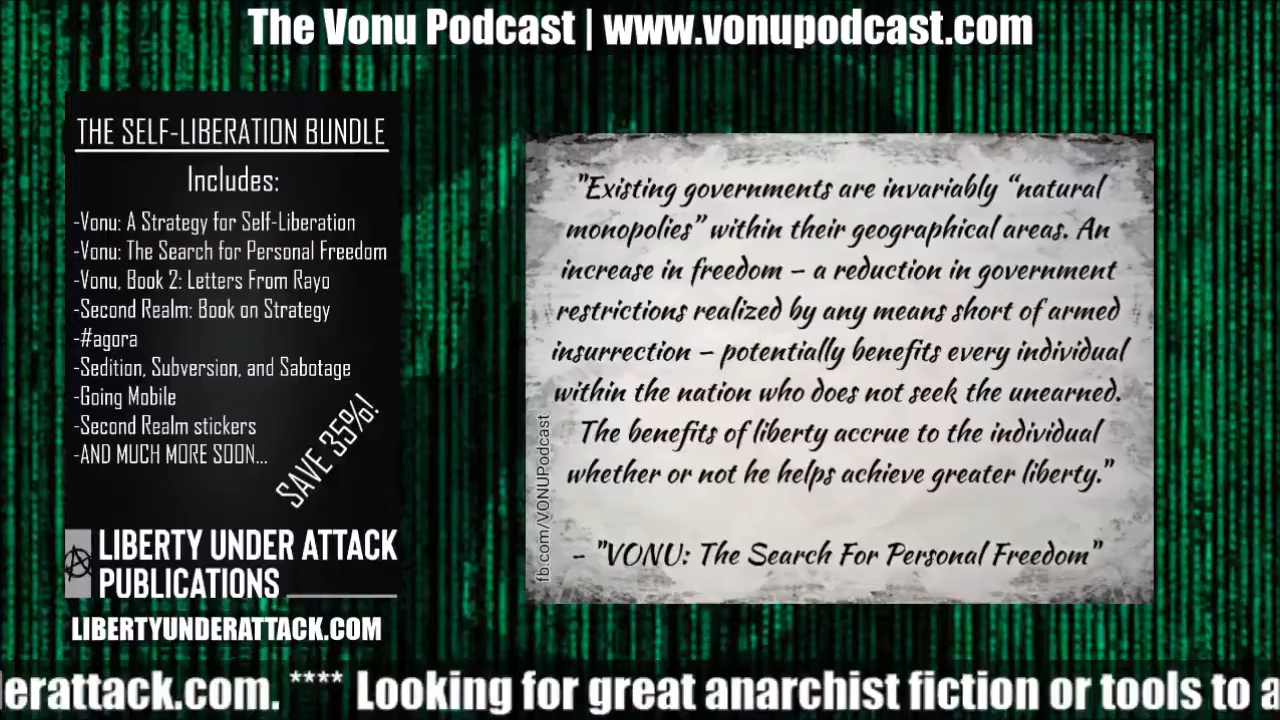 The Vonu Podcast | www.vonupodcast.com
THE SELF-LIBERATION BUNDLE
Includes:
-Vonu: A Strategy for Self-Liberation
-Vonu: The Search for Personal Freedom
-Vonu, Book 2: Letters From Rayo
-Second Realm: Book on Strategy
-#agora
-Sedition, Subversion, and Sabotage
-Going Mobile
-Second Realm stickers
-AND MUCH MORE SOON...
SAVE 35%!
LIBERTY UNDER ATTACK
PUBLICATIONS
LIBERTYUNDERATTACK.COM
"Existing governments are invariably “natural
monopolies” within their geographical areas. An
increase in freedom – a reduction in government
restrictions realized by any means short of armed
insurrection – potentially benefits every individual
within the nation who does not seek the unearned.
The benefits of liberty accrue to the individual
whether or not he helps achieve greater liberty."
– "VONU: The Search For Personal Freedom"
fb.com/VONUPodcast
derattack.com. **** Looking for great anarchist fiction or tools to a